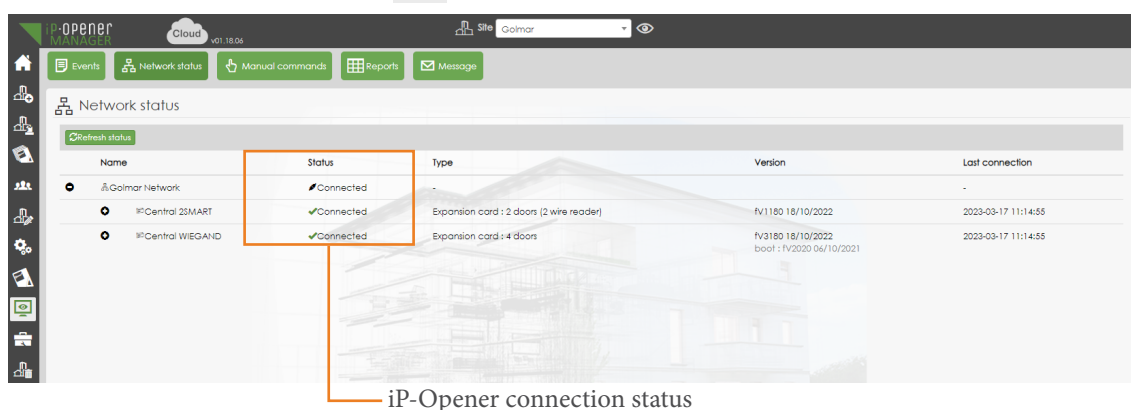 iP-OPENER MANAGER Cloud v01.18.06 Site Golmar
Events Network status Manual commands Reports Message
Network status
Refresh status
Name Status Type Version Last connection
Golmar Network Connected - -
Central 2SMART Connected Expansion card : 2 doors (2 wire reader) fV1180 18/10/2022 2023-03-17 11:14:55
Central WIEGAND Connected Expansion card : 4 doors fV3180 18/10/2022 2023-03-17 11:14:55
boot : fV2020 06/10/2021
iP-Opener connection status